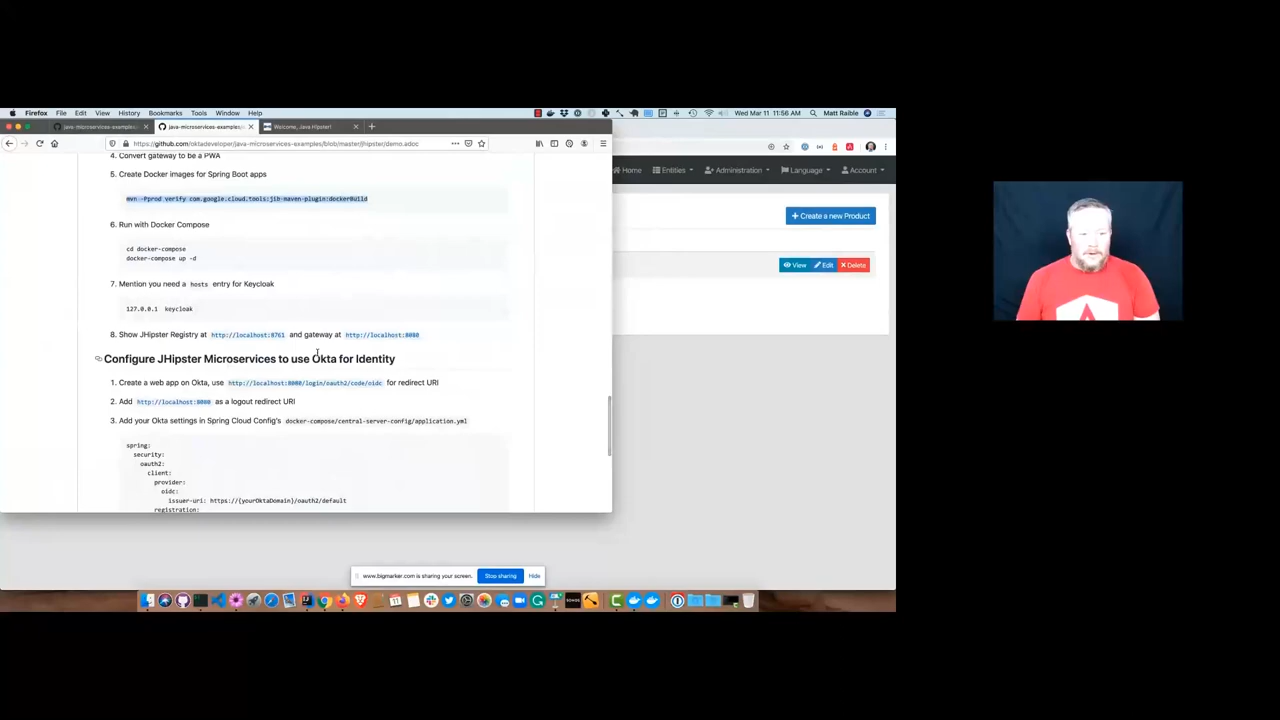 Firefox File Edit View History Bookmarks Tools Window Help
Wed Mar 11 11:56 AM Matt Raible
java-microservices-examples
java-microservices-examples
Welcome, Java Hipster!
https://github.com/oktadeveloper/java-microservices-examples/blob/master/jhipster/demo.adoc
4. Convert gateway to be a PWA
5. Create Docker images for Spring Boot apps
mvn -Pprod verify com.google.cloud.tools:jib-maven-plugin:dockerBuild
6. Run with Docker Compose
cd docker-compose
docker-compose up -d
7. Mention you need a hosts entry for Keycloak
127.0.0.1 keycloak
8. Show JHipster Registry at http://localhost:8761 and gateway at http://localhost:8080
Configure JHipster Microservices to use Okta for Identity
1. Create a web app on Okta, use http://localhost:8080/login/oauth2/code/oidc for redirect URI
2. Add http://localhost:8080 as a logout redirect URI
3. Add your Okta settings in Spring Cloud Config's docker-compose/central-server-config/application.yml
spring:
security:
oauth2:
client:
provider:
oidc:
issuer-uri: https://{yourOktaDomain}/oauth2/default
registration:
Home Entities Administration Language Account
+ Create a new Product
View Edit Delete
www.bigmarker.com is sharing your screen. Stop sharing Hide